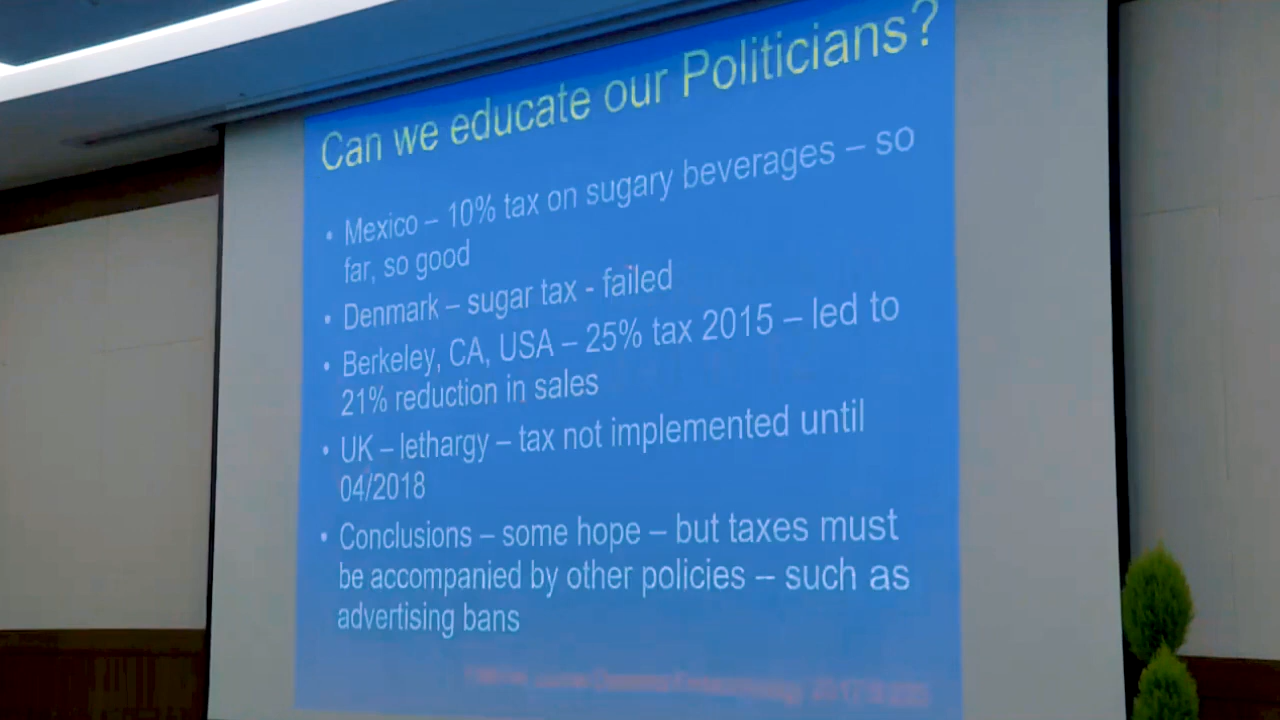 Can we educate our Politicians?
• Mexico – 10% tax on sugary beverages – so
far, so good
• Denmark – sugar tax - failed
• Berkeley, CA, USA – 25% tax 2015 – led to
21% reduction in sales
• UK – lethargy – tax not implemented until
04/2018
• Conclusions – some hope – but taxes must
be accompanied by other policies – such as
advertising bans